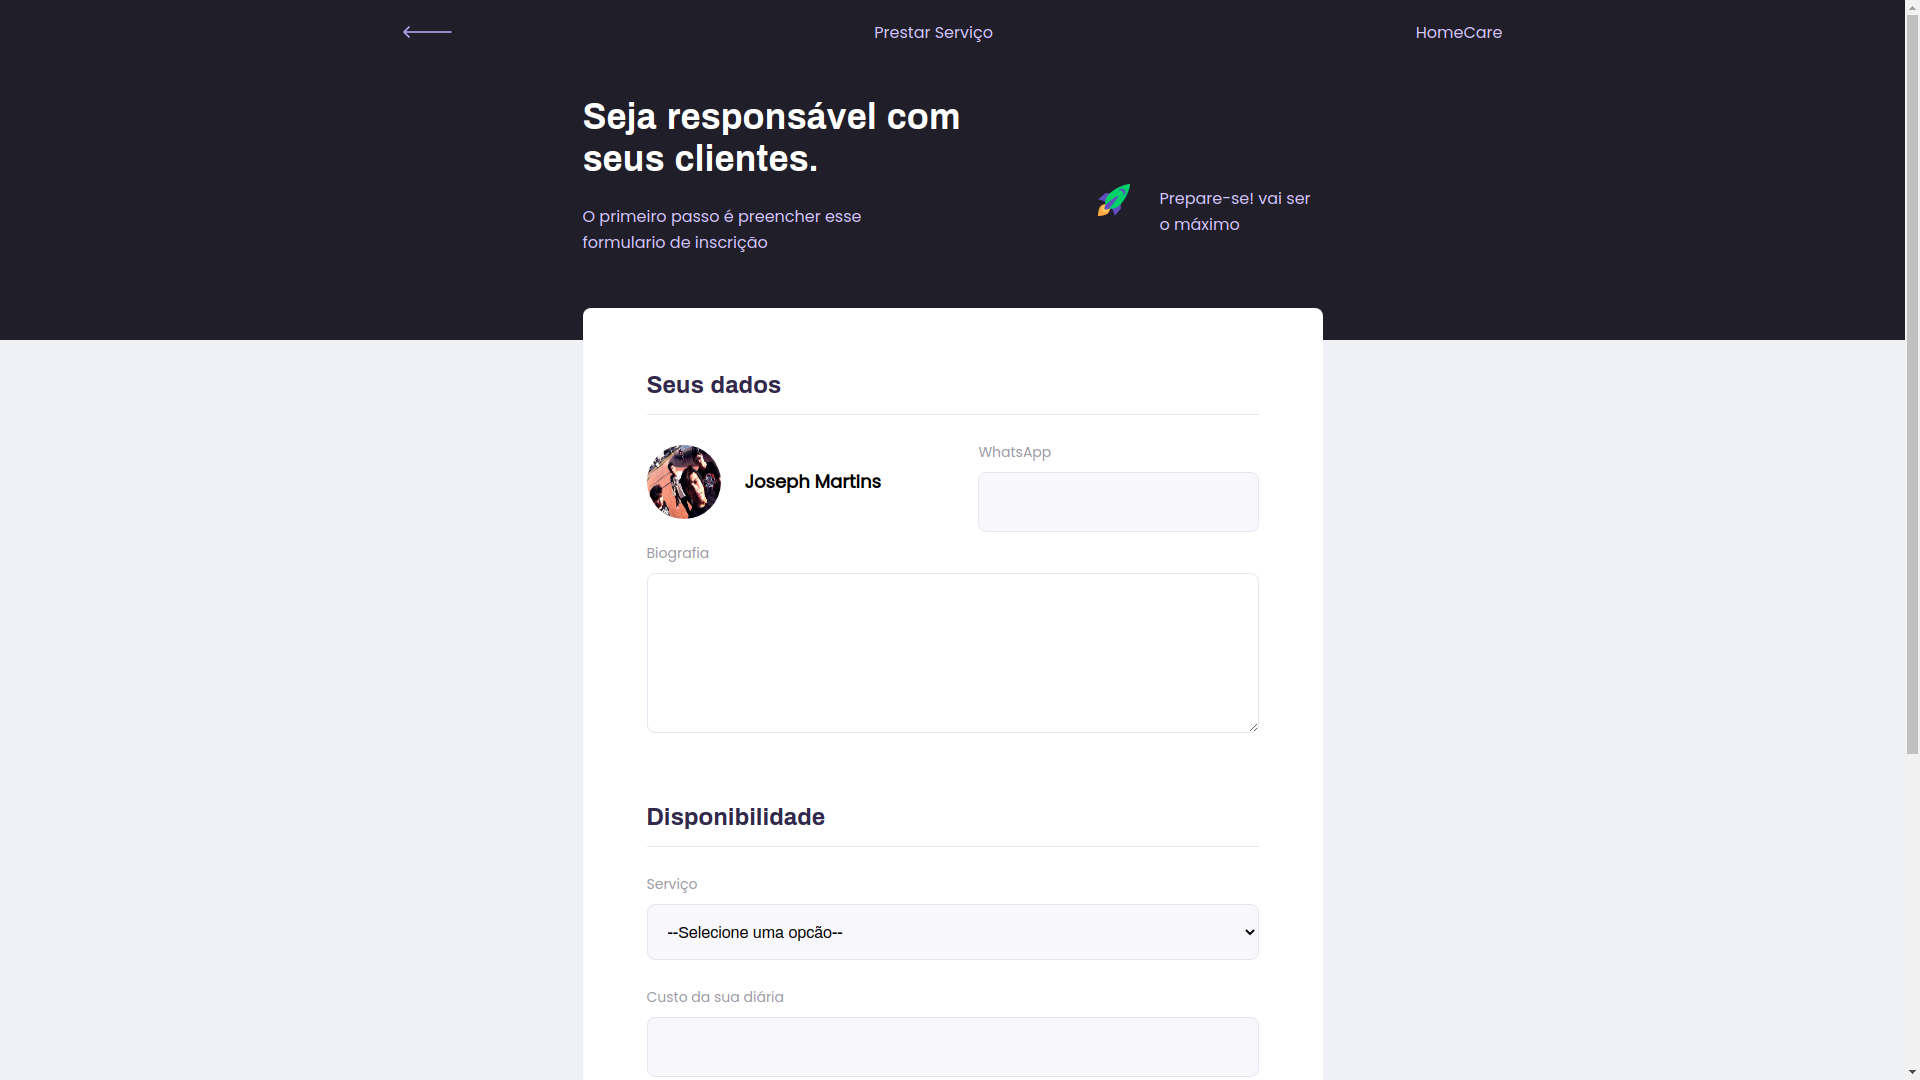 Prestar Serviço
HomeCare
Seja responsável com
seus clientes.
O primeiro passo é preencher esse
formulario de inscrição
Prepare-se! vai ser
o máximo
Seus dados
Joseph Martins
WhatsApp
Biografia
Disponibilidade
Serviço
--Selecione uma opcão--
Custo da sua diária